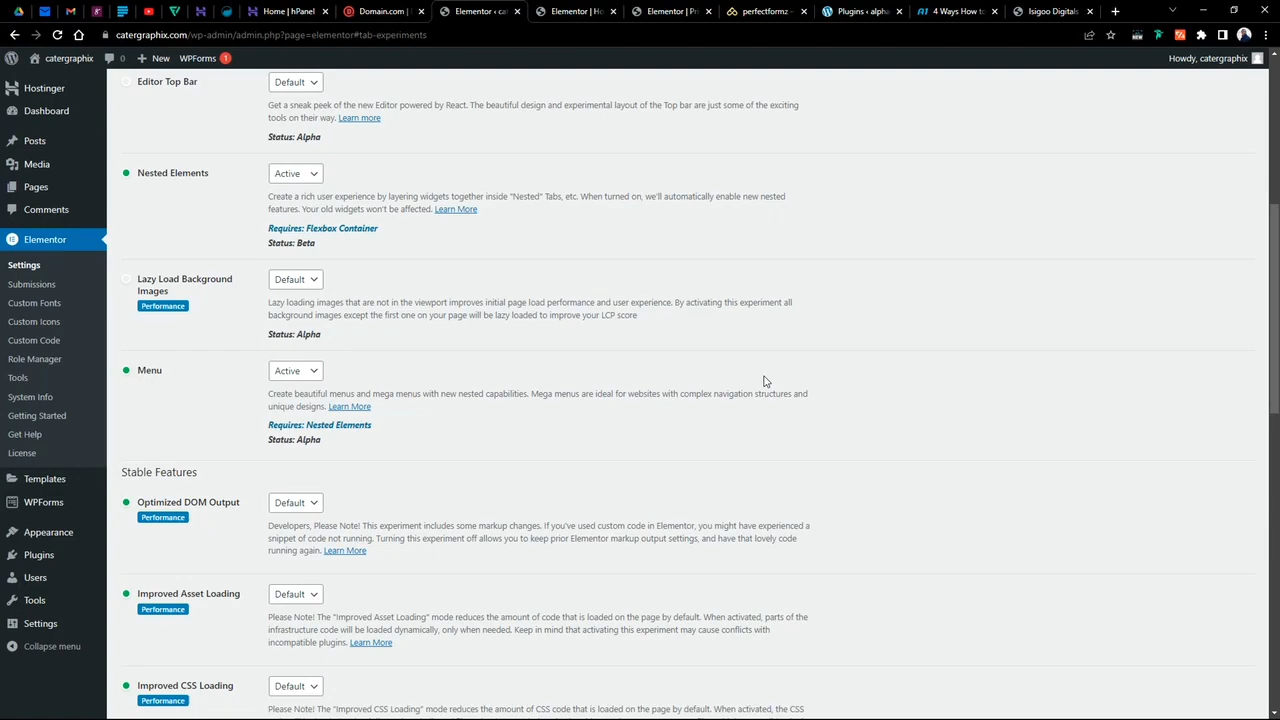 Home | hPanel
Domain.com |
Elementor ‹ cat
Elementor | Ho
Elementor | Pri
perfectformz -
Plugins ‹ alpha
4 Ways How to
Isigoo Digitals
catergraphix.com/wp-admin/admin.php?page=elementor#tab-experiments
catergraphix
0
New
WPForms 1
Howdy, catergraphix
Hostinger
Dashboard
Posts
Media
Pages
Comments
Elementor
Settings
Submissions
Custom Fonts
Custom Icons
Custom Code
Role Manager
Tools
System Info
Getting Started
Get Help
License
Templates
WPForms
Appearance
Plugins
Users
Tools
Settings
Collapse menu
Editor Top Bar
Default
Get a sneak peek of the new Editor powered by React. The beautiful design and experimental layout of the Top bar are just some of the exciting
tools on their way. Learn more
Status: Alpha
Nested Elements
Active
Create a rich user experience by layering widgets together inside "Nested" Tabs, etc. When turned on, we'll automatically enable new nested
features. Your old widgets won't be affected. Learn More
Requires: Flexbox Container
Status: Beta
Lazy Load Background
Images
Performance
Default
Lazy loading images that are not in the viewport improves initial page load performance and user experience. By activating this experiment all
background images except the first one on your page will be lazy loaded to improve your LCP score
Status: Alpha
Menu
Active
Create beautiful menus and mega menus with new nested capabilities. Mega menus are ideal for websites with complex navigation structures and
unique designs. Learn More
Requires: Nested Elements
Status: Alpha
Stable Features
Optimized DOM Output
Performance
Default
Developers, Please Note! This experiment includes some markup changes. If you've used custom code in Elementor, you might have experienced a
snippet of code not running. Turning this experiment off allows you to keep prior Elementor markup output settings, and have that lovely code
running again. Learn More
Improved Asset Loading
Performance
Default
Please Note! The "Improved Asset Loading" mode reduces the amount of code that is loaded on the page by default. When activated, parts of the
infrastructure code will be loaded dynamically, only when needed. Keep in mind that activating this experiment may cause conflicts with
incompatible plugins. Learn More
Improved CSS Loading
Performance
Default
Please Note! The "Improved CSS Loading" mode reduces the amount of CSS code that is loaded on the page by default. When activated, the CSS